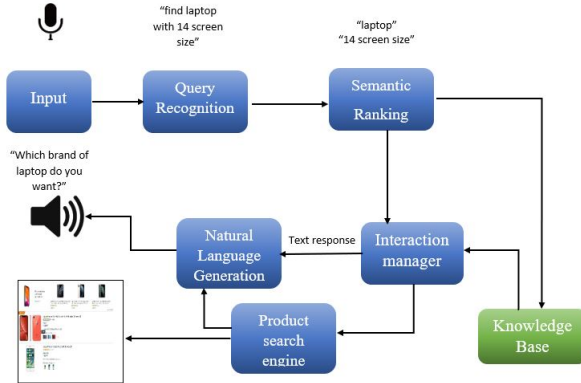 “find laptop
with 14 screen
size”
“laptop”
“14 screen size”
Input
Query
Recognition
Semantic
Ranking
“Which brand of
laptop do you
want?”
Natural
Language
Generation
Text response
Interaction
manager
Product
search
engine
Knowledge
Base